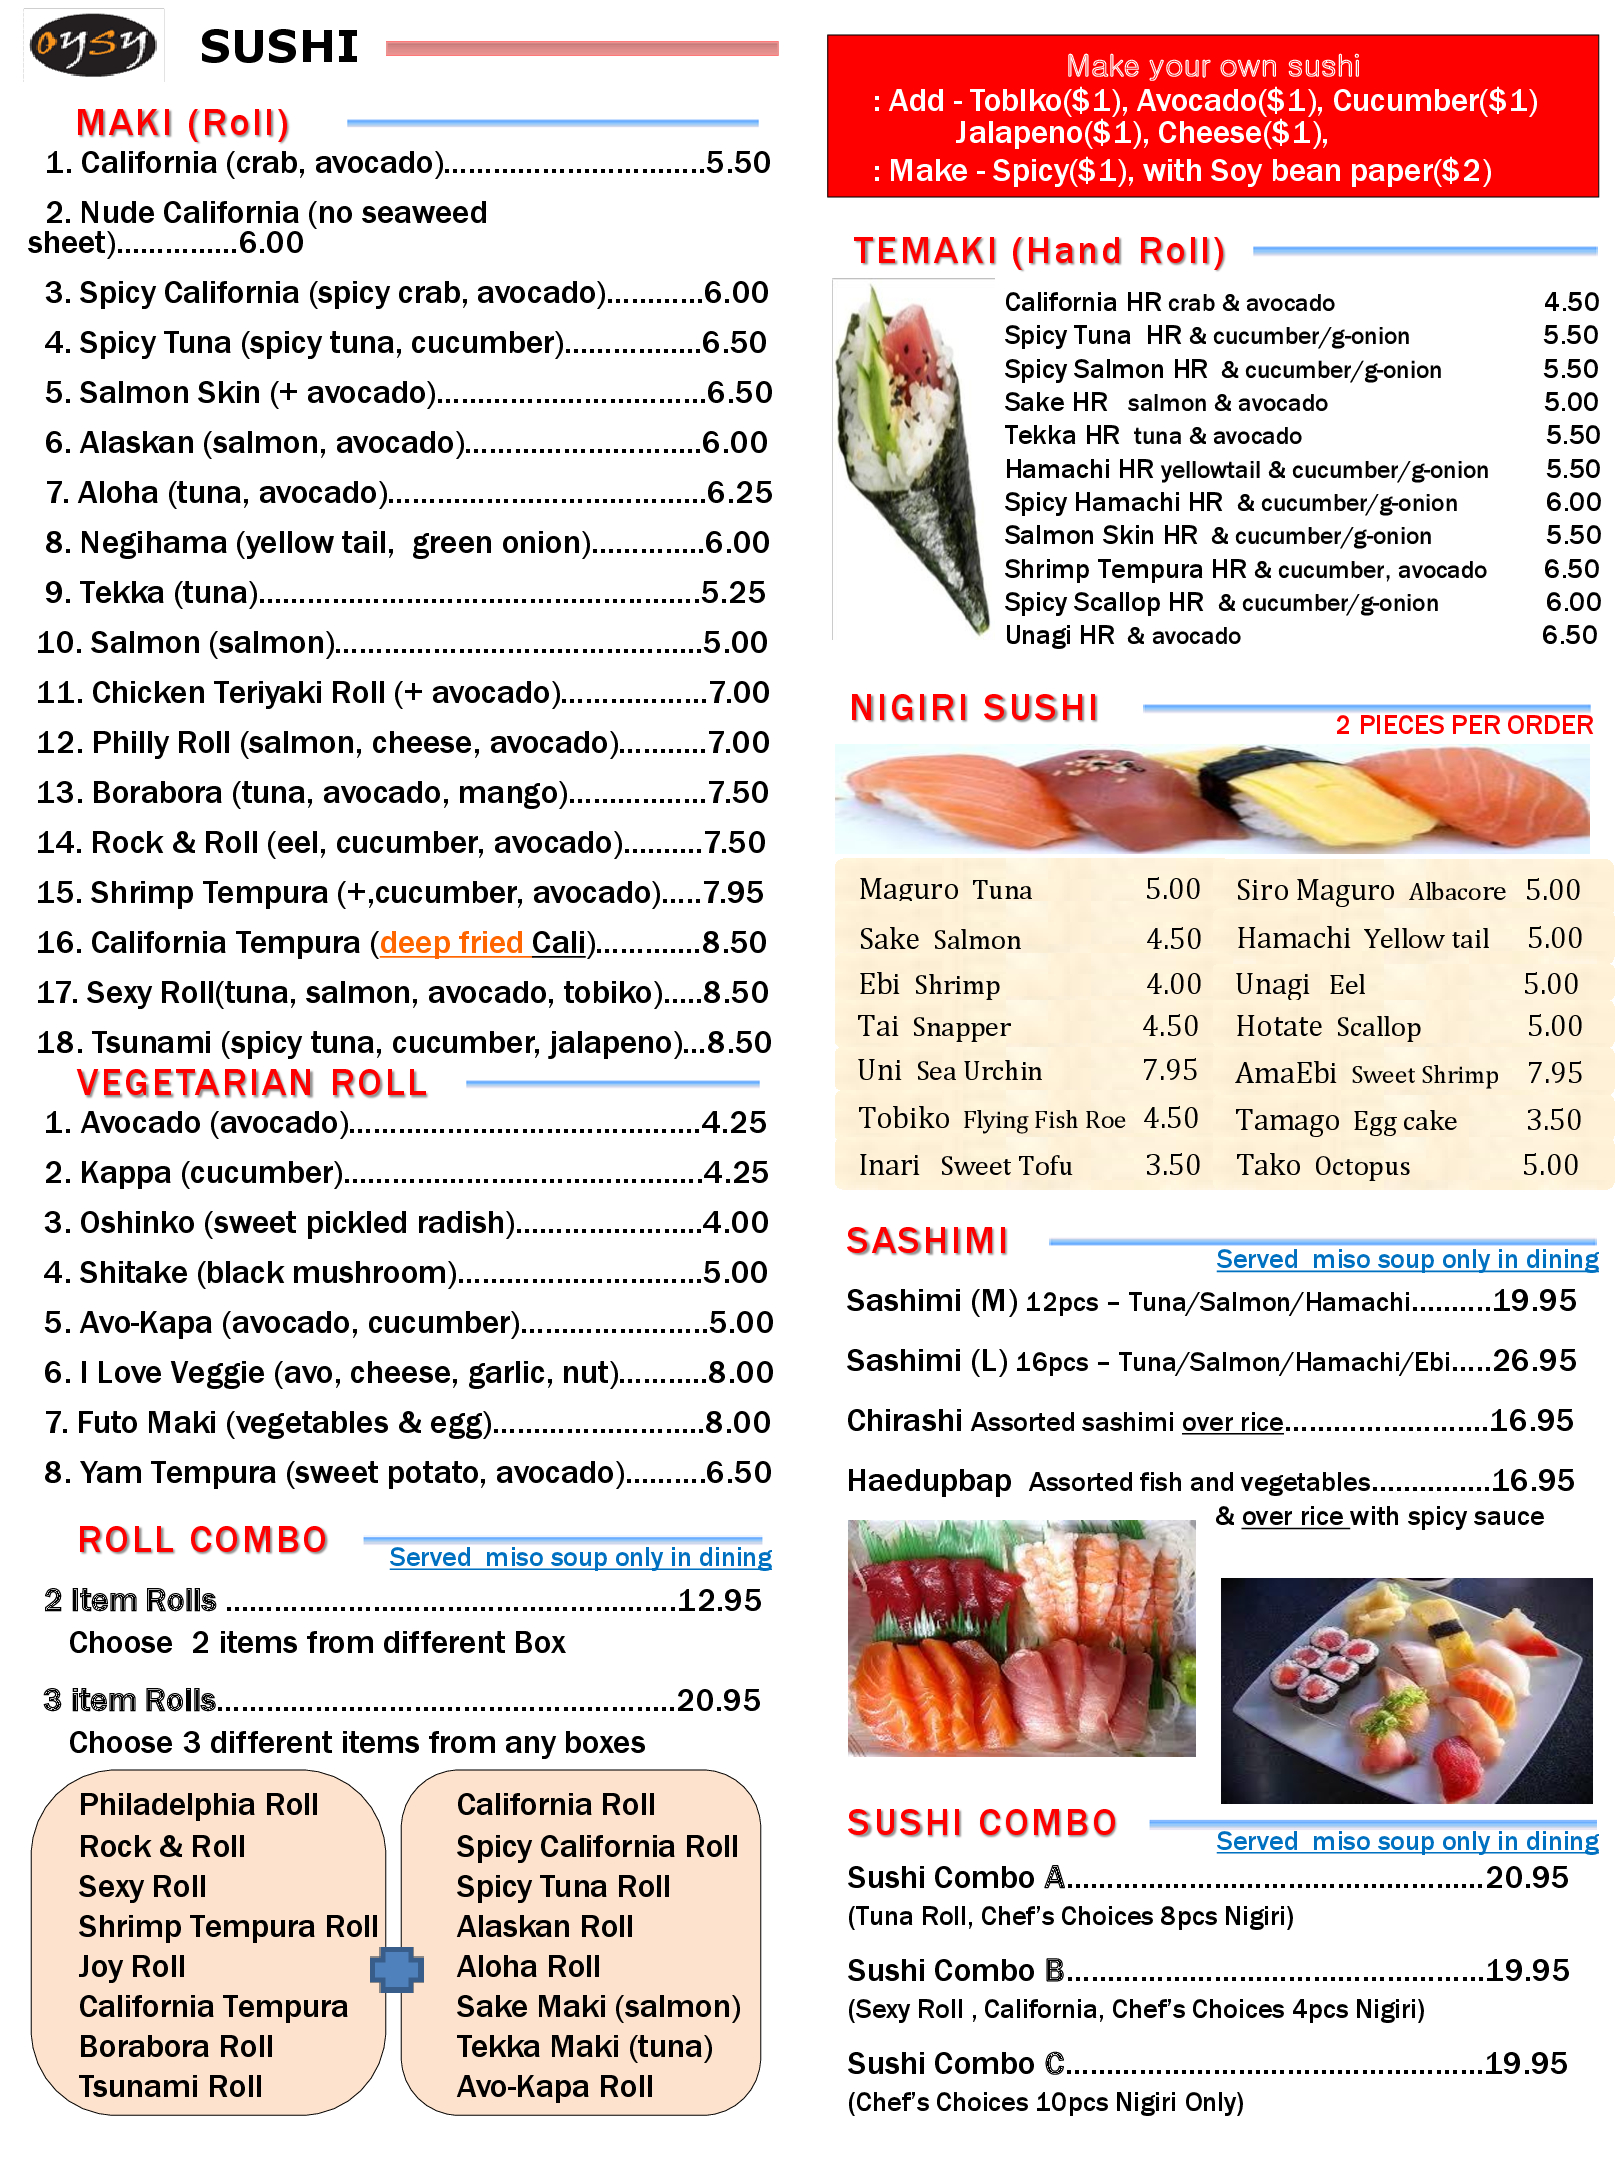 oysy
SUSHI
MAKI (Roll)
1. California (crab, avocado)................................5.50
2. Nude California (no seaweed
sheet)...............6.00
3. Spicy California (spicy crab, avocado)............6.00
4. Spicy Tuna (spicy tuna, cucumber).................6.50
5. Salmon Skin (+ avocado).................................6.50
6. Alaskan (salmon, avocado).............................6.00
7. Aloha (tuna, avocado).......................................6.25
8. Negihama (yellow tail,  green onion)..............6.00
9. Tekka (tuna)......................................................5.25
10. Salmon (salmon).............................................5.00
11. Chicken Teriyaki Roll (+ avocado)..................7.00
12. Philly Roll (salmon, cheese, avocado)...........7.00
13. Borabora (tuna, avocado, mango).................7.50
14. Rock & Roll (eel, cucumber, avocado)..........7.50
15. Shrimp Tempura (+,cucumber, avocado).....7.95
16. California Tempura (deep fried Cali).............8.50
17. Sexy Roll(tuna, salmon, avocado, tobiko).....8.50
18. Tsunami (spicy tuna, cucumber, jalapeno)...8.50
VEGETARIAN ROLL
1. Avocado (avocado)...........................................4.25
2. Kappa (cucumber)............................................4.25
3. Oshinko (sweet pickled radish).......................4.00
4. Shitake (black mushroom)..............................5.00
5. Avo-Kapa (avocado, cucumber).......................5.00
6. I Love Veggie (avo, cheese, garlic, nut)...........8.00
7. Futo Maki (vegetables & egg)..........................8.00
8. Yam Tempura (sweet potato, avocado)..........6.50
ROLL COMBO
Served  miso soup only in dining
2 Item Rolls .......................................................12.95
Choose  2 items from different Box
3 item Rolls........................................................20.95
Choose 3 different items from any boxes
Philadelphia Roll
Rock & Roll
Sexy Roll
Shrimp Tempura Roll
Joy Roll
California Tempura
Borabora Roll
Tsunami Roll
California Roll
Spicy California Roll
Spicy Tuna Roll
Alaskan Roll
Aloha Roll
Sake Maki (salmon)
Tekka Maki (tuna)
Avo-Kapa Roll
Make your own sushi
: Add - Toblko($1), Avocado($1), Cucumber($1)
Jalapeno($1), Cheese($1),
: Make - Spicy($1), with Soy bean paper($2)
TEMAKI (Hand Roll)
California HR crab & avocado 4.50
Spicy Tuna  HR & cucumber/g-onion 5.50
Spicy Salmon HR  & cucumber/g-onion 5.50
Sake HR   salmon & avocado 5.00
Tekka HR  tuna & avocado 5.50
Hamachi HR yellowtail & cucumber/g-onion 5.50
Spicy Hamachi HR  & cucumber/g-onion 6.00
Salmon Skin HR  & cucumber/g-onion 5.50
Shrimp Tempura HR & cucumber, avocado 6.50
Spicy Scallop HR  & cucumber/g-onion 6.00
Unagi HR  & avocado 6.50
NIGIRI SUSHI
2 PIECES PER ORDER
Maguro  Tuna 5.00 Siro Maguro  Albacore 5.00
Sake  Salmon 4.50 Hamachi  Yellow tail 5.00
Ebi  Shrimp 4.00 Unagi   Eel 5.00
Tai  Snapper 4.50 Hotate  Scallop 5.00
Uni  Sea Urchin 7.95 AmaEbi  Sweet Shrimp 7.95
Tobiko  Flying Fish Roe 4.50 Tamago  Egg cake 3.50
Inari   Sweet Tofu 3.50 Tako  Octopus 5.00
SASHIMI
Served  miso soup only in dining
Sashimi (M) 12pcs – Tuna/Salmon/Hamachi..........19.95
Sashimi (L) 16pcs – Tuna/Salmon/Hamachi/Ebi.....26.95
Chirashi Assorted sashimi over rice.........................16.95
Haedupbap  Assorted fish and vegetables...............16.95
& over rice with spicy sauce
SUSHI COMBO
Served  miso soup only in dining
Sushi Combo A...................................................20.95
(Tuna Roll, Chef’s Choices 8pcs Nigiri)
Sushi Combo B...................................................19.95
(Sexy Roll , California, Chef’s Choices 4pcs Nigiri)
Sushi Combo C...................................................19.95
(Chef’s Choices 10pcs Nigiri Only)